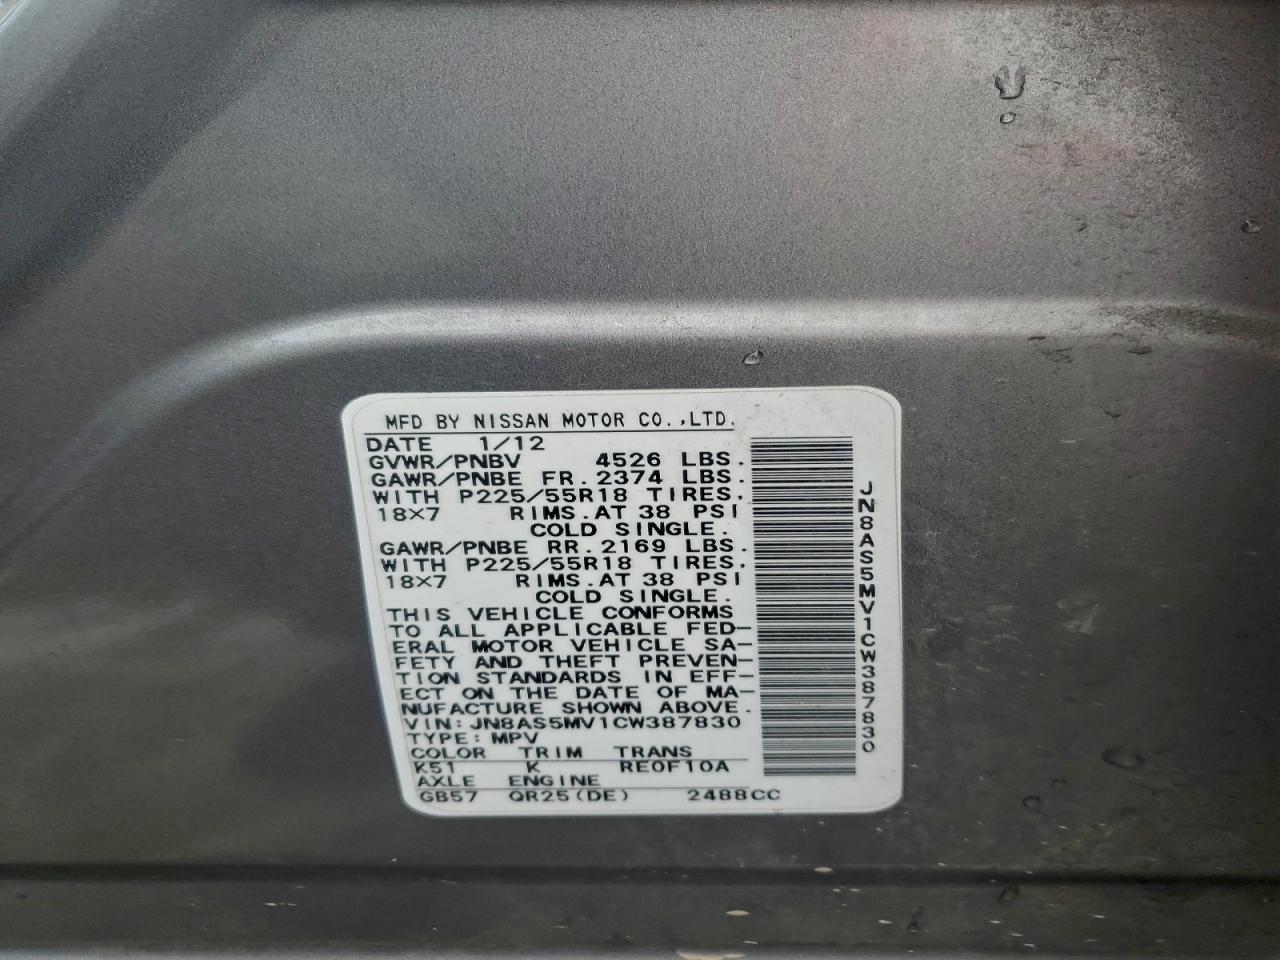 MFD BY NISSAN MOTOR CO.,LTD.
DATE 1/12
GVWR/PNBV 4526 LBS.
GAWR/PNBE FR. 2374 LBS.
WITH P225/55R18 TIRES,
18X7 RIMS.AT 38 PSI
COLD SINGLE.
GAWR/PNBE RR. 2169 LBS.
WITH P225/55R18 TIRES,
18X7 RIMS.AT 38 PSI
COLD SINGLE.
THIS VEHICLE CONFORMS
TO ALL APPLICABLE FED-
ERAL MOTOR VEHICLE SA-
FETY AND THEFT PREVEN-
TION STANDARDS IN EFF-
ECT ON THE DATE OF MA-
NUFACTURE SHOWN ABOVE.
VIN: JN8AS5MV1CW387830
TYPE: MPV
COLOR TRIM TRANS
K51 K RE0F10A
AXLE ENGINE
GB57 QR25(DE) 2488CC
JN8AS5MV1CW387830